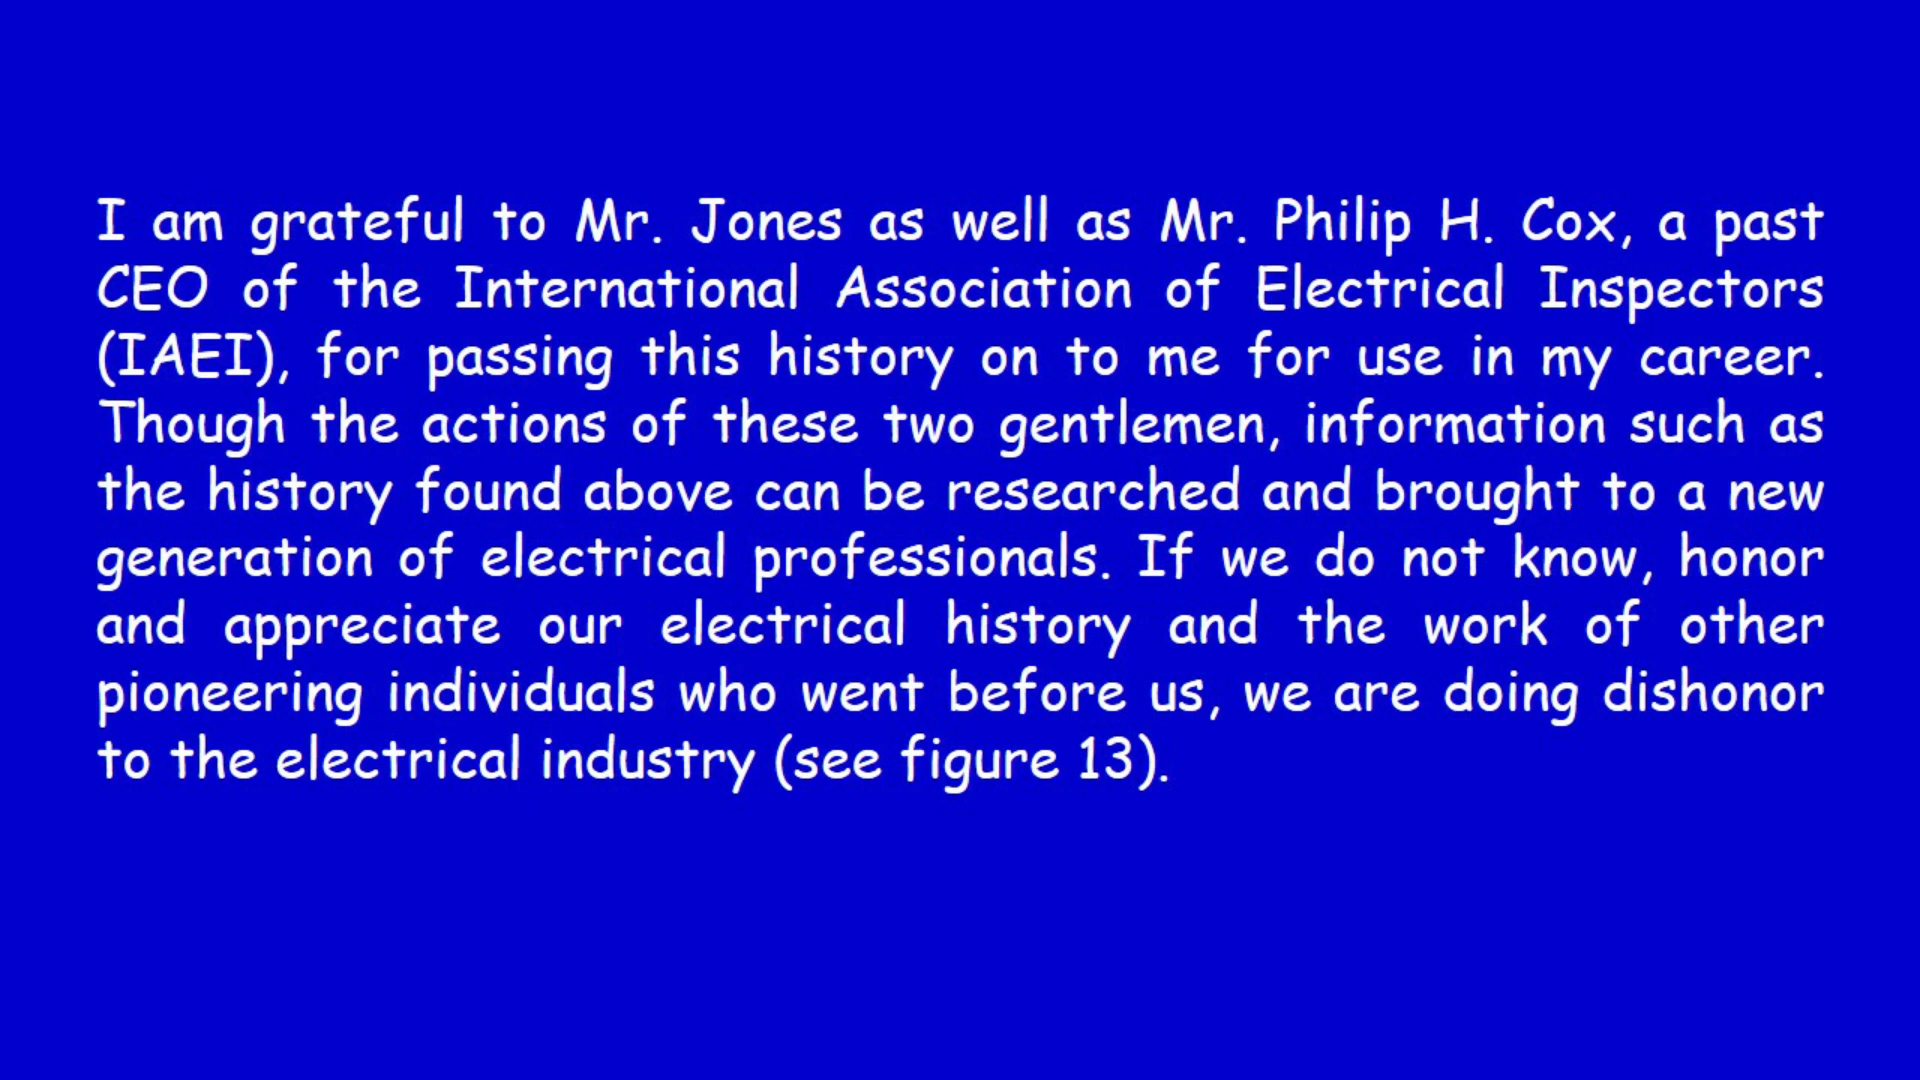 I am grateful to Mr. Jones as well as Mr. Philip H. Cox, a past
CEO of the International Association of Electrical Inspectors
(IAEI), for passing this history on to me for use in my career.
Though the actions of these two gentlemen, information such as
the history found above can be researched and brought to a new
generation of electrical professionals. If we do not know, honor
and appreciate our electrical history and the work of other
pioneering individuals who went before us, we are doing dishonor
to the electrical industry (see figure 13).